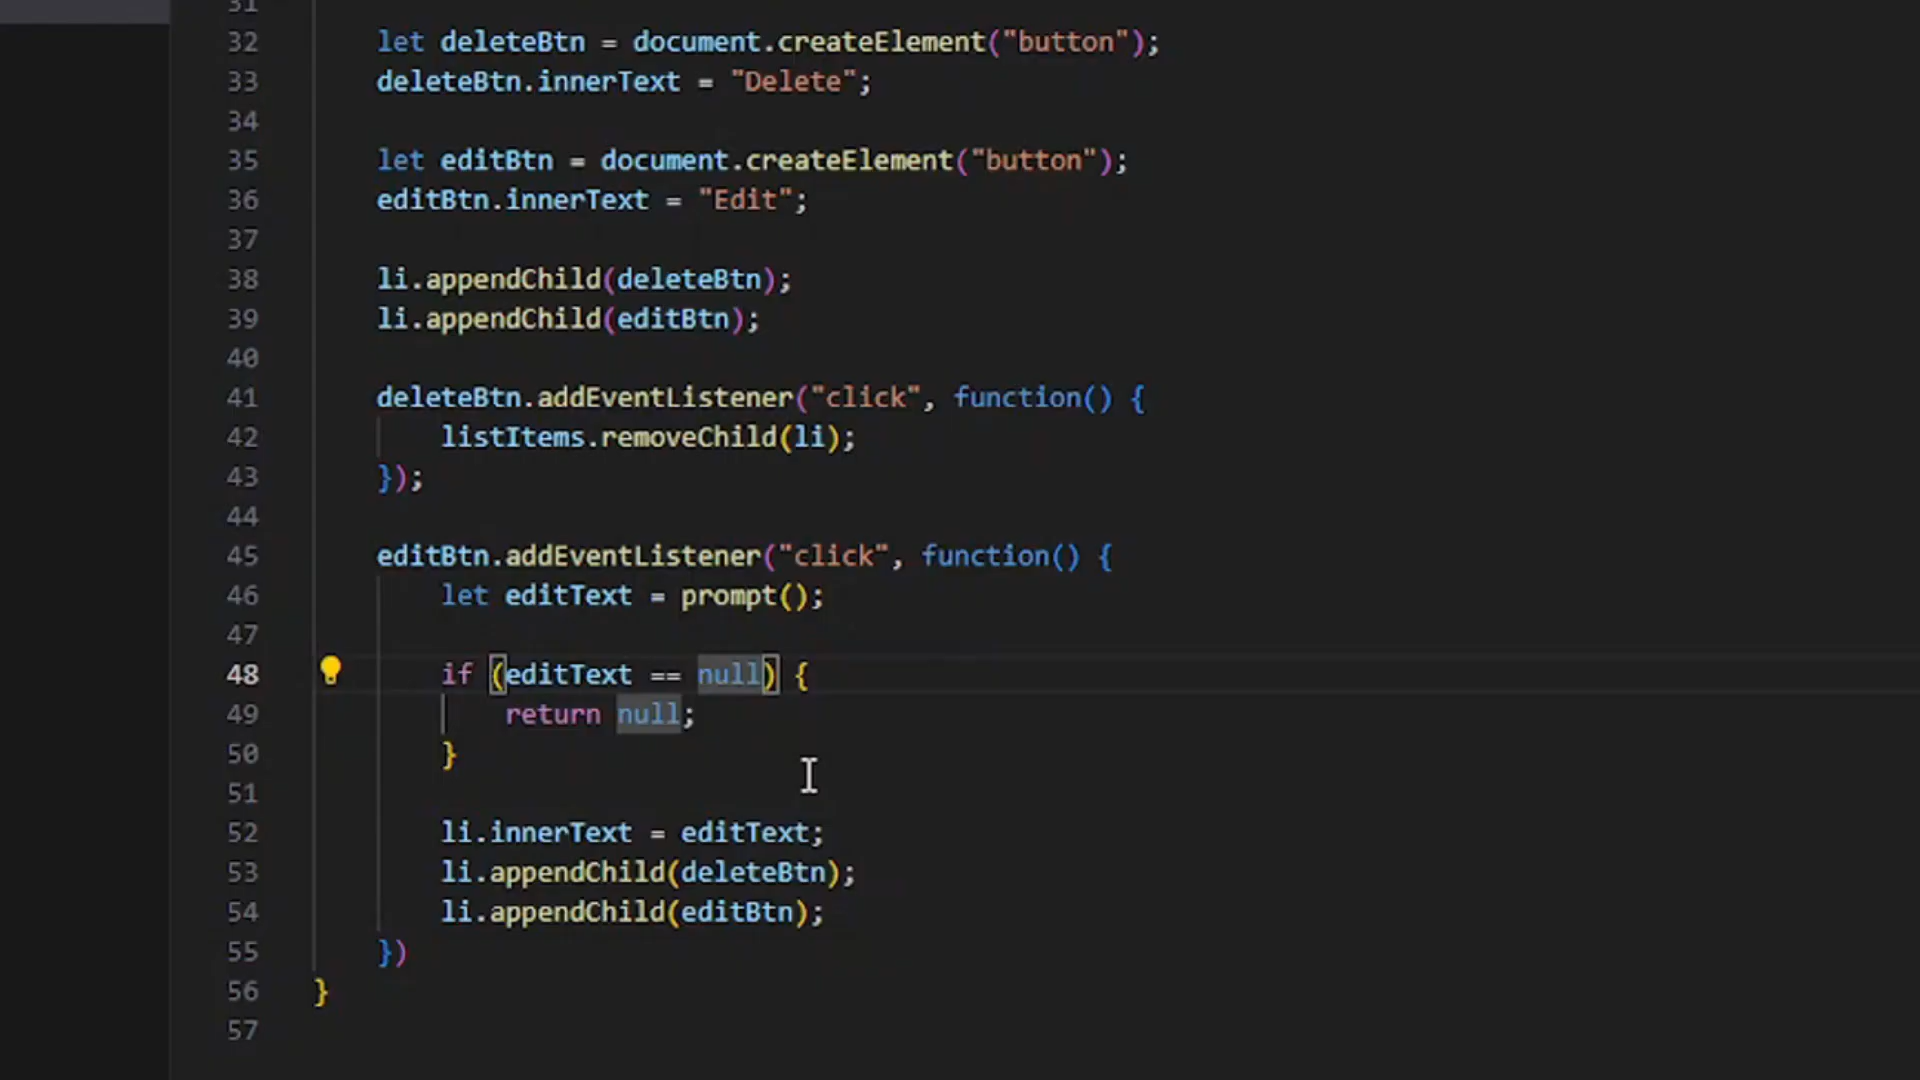 31
32 let deleteBtn = document.createElement("button");
33 deleteBtn.innerText = "Delete";
34
35 let editBtn = document.createElement("button");
36 editBtn.innerText = "Edit";
37
38 li.appendChild(deleteBtn);
39 li.appendChild(editBtn);
40
41 deleteBtn.addEventListener("click", function() {
42 listItems.removeChild(li);
43 });
44
45 editBtn.addEventListener("click", function() {
46 let editText = prompt();
47
48 if (editText == null) {
49 return null;
50 }
51
52 li.innerText = editText;
53 li.appendChild(deleteBtn);
54 li.appendChild(editBtn);
55 })
56 }
57